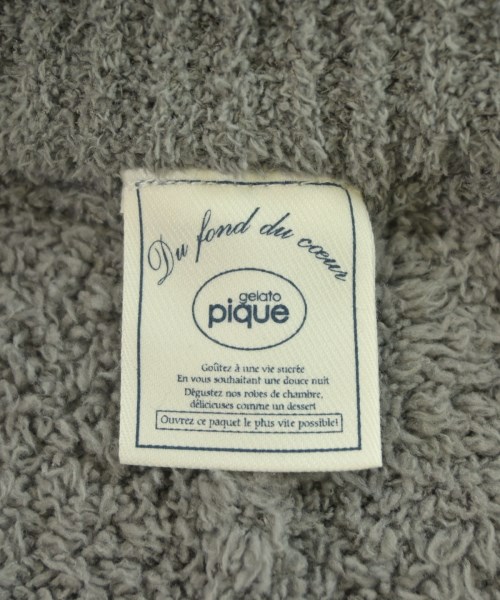 Du fond du cœur
gelato
pique
Goûtez à une vie sucrée
En vous souhaitant une douce nuit
Dégustez nos robes de chambre,
délicieuses comme un dessert
Ouvrez ce paquet le plus vite possible!